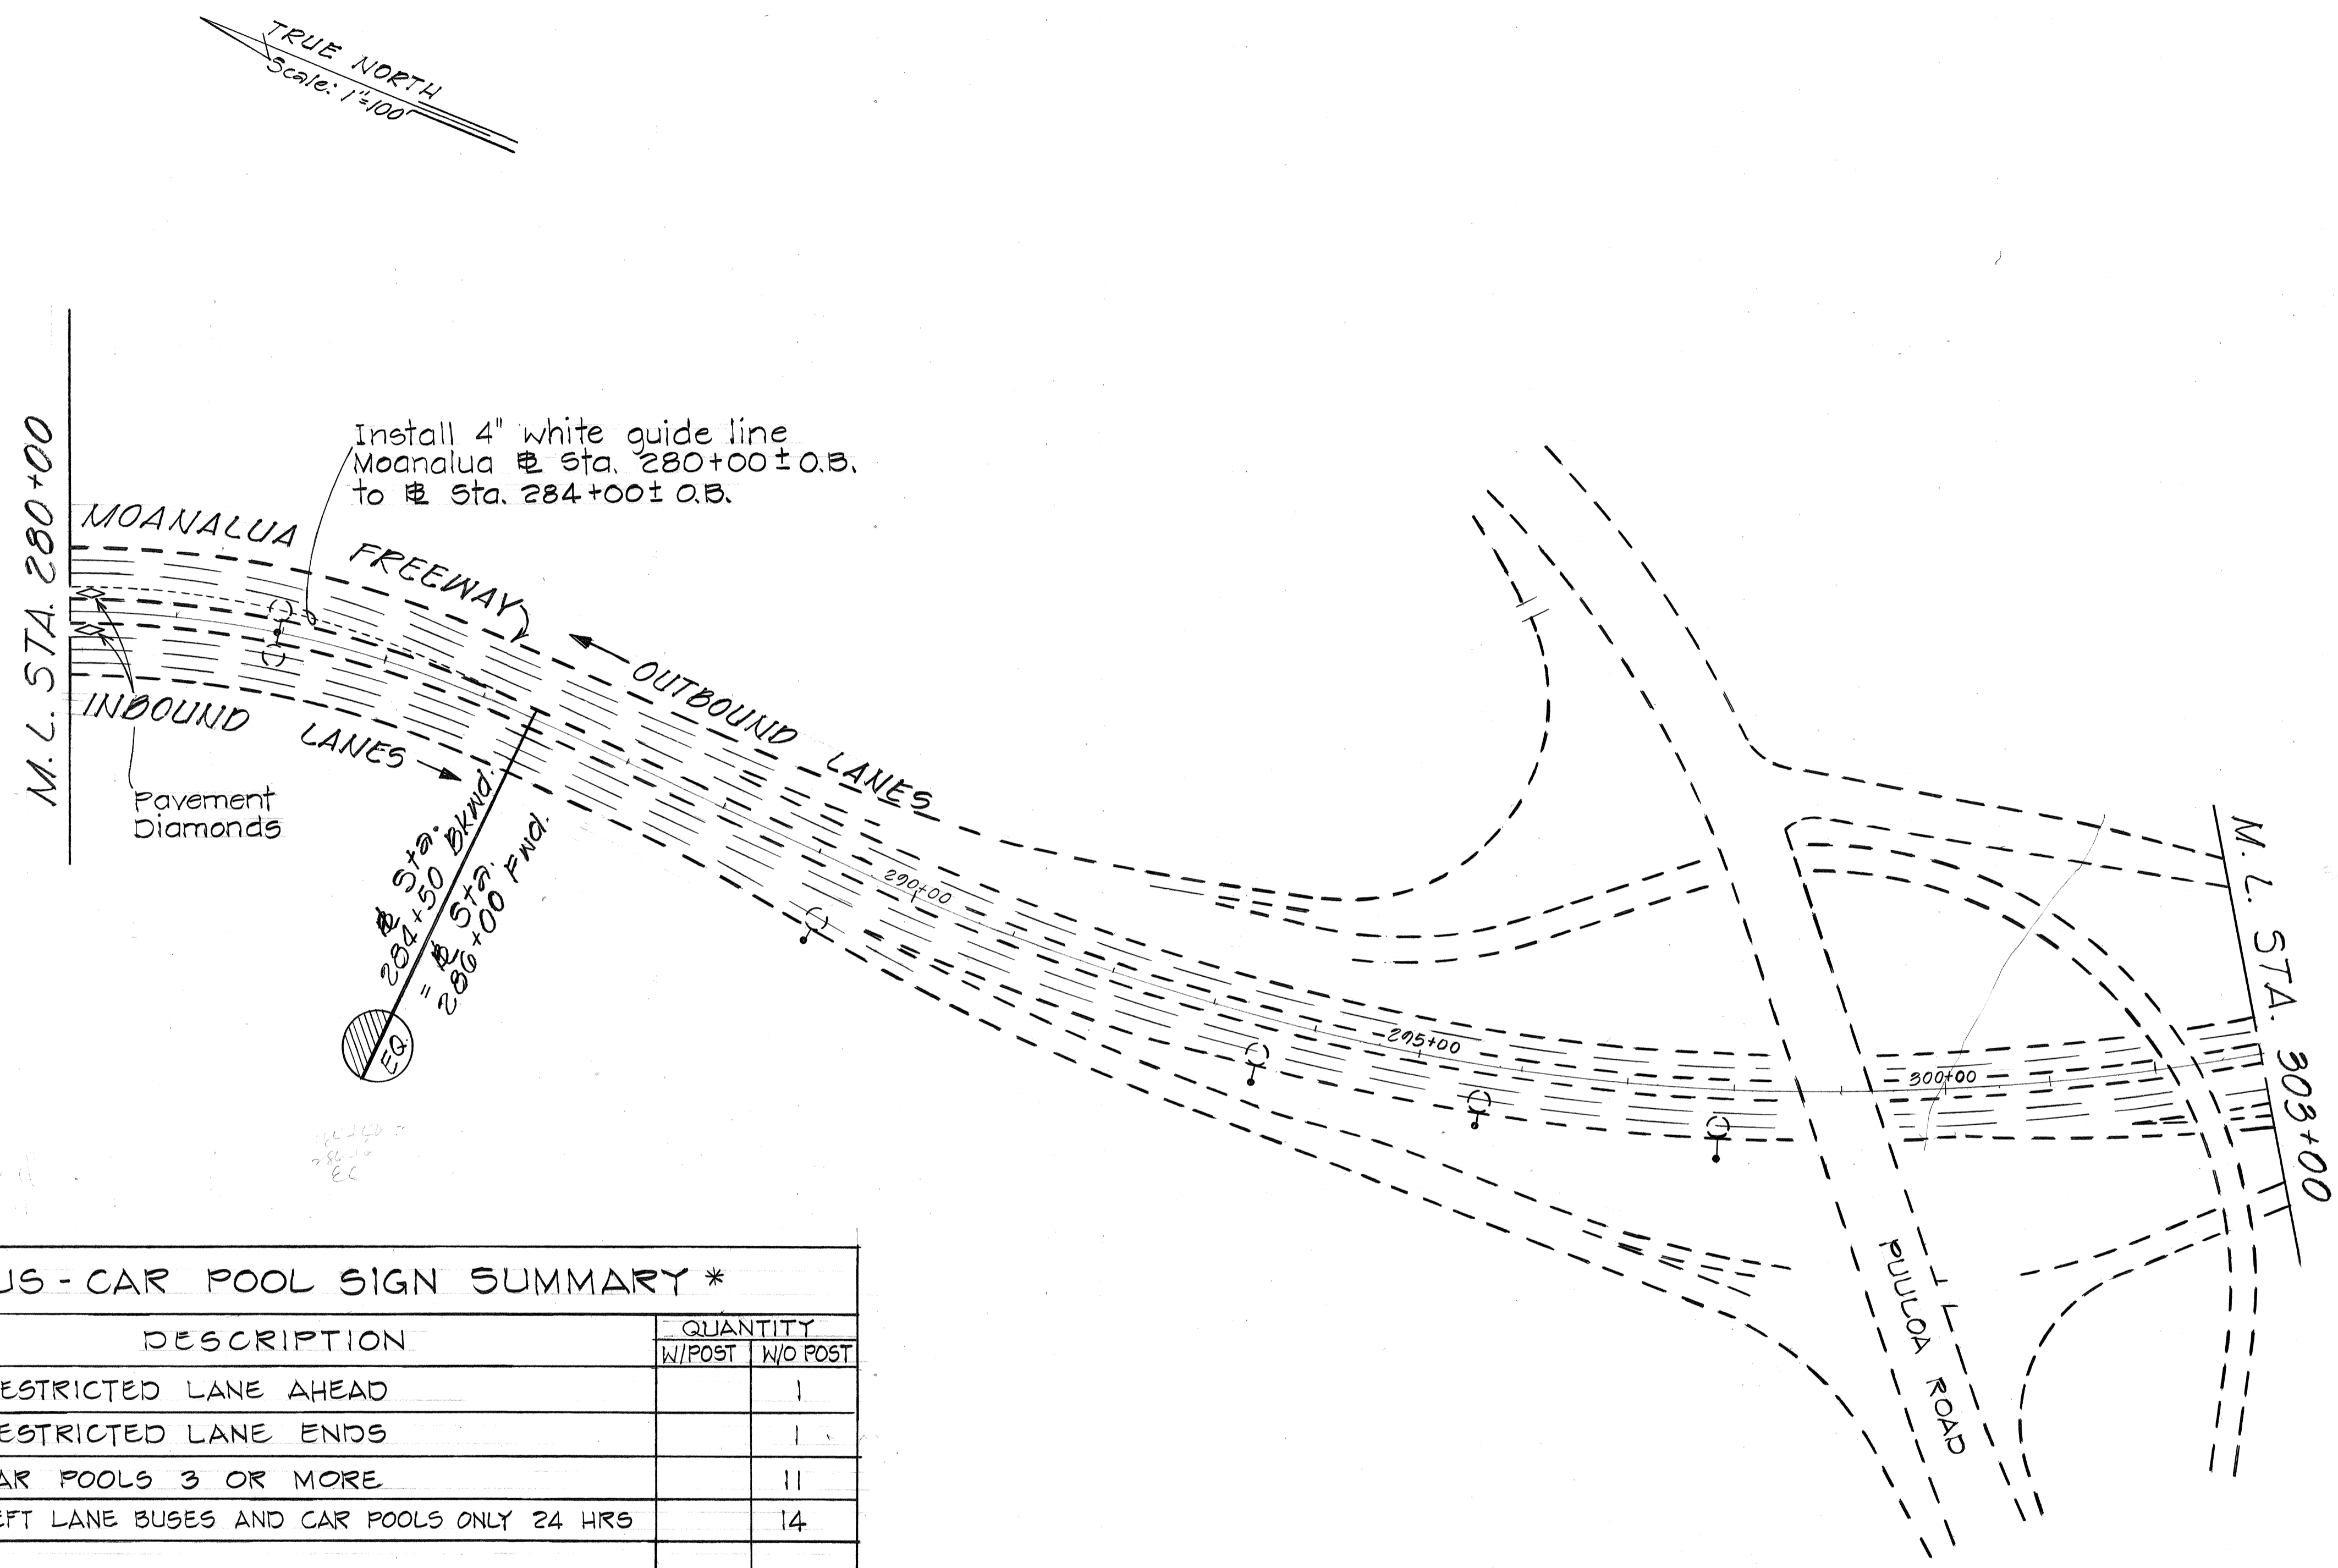 TRUE NORTH
Scale: 1"=100'
M. L. STA. 280+00
Install 4" white guide line
Moanalua ℄ Sta. 280+00± O.B.
to ℄ Sta. 284+00± O.B.
MOANALUA FREEWAY
OUTBOUND LANES
INBOUND LANES
Pavement
Diamonds
℄ Sta.
284+50 BKWd.
= ℄ Sta.
286+00 Fwd.
EQ.
290+00
295+00
300+00
M. L. STA. 303+00
PUULOA ROAD
US - CAR POOL SIGN SUMMARY *
DESCRIPTION
QUANTITY
W/POST W/O POST
ESTRICTED LANE AHEAD 1
ESTRICTED LANE ENDS 1
AR POOLS 3 OR MORE 11
EFT LANE BUSES AND CAR POOLS ONLY 24 HRS 14